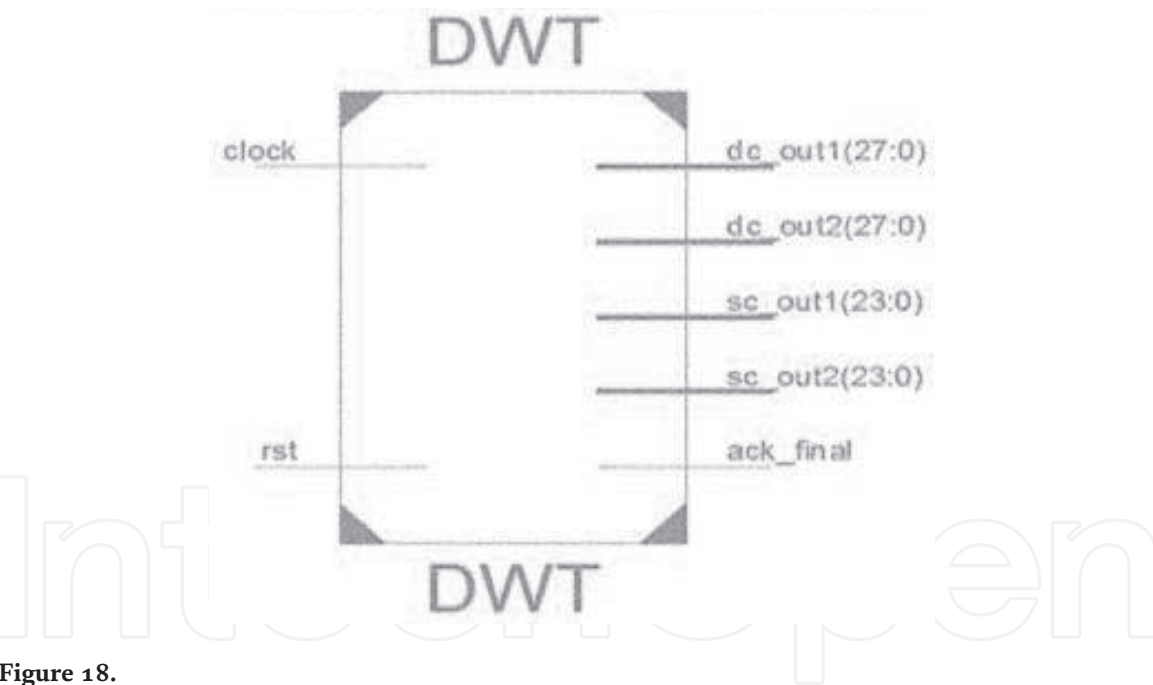 DWT
clock
dc_out1(27:0)
dc_out2(27:0)
sc_out1(23:0)
sc_out2(23:0)
rst
ack_final
DWT
IntechOpen
Figure 18.